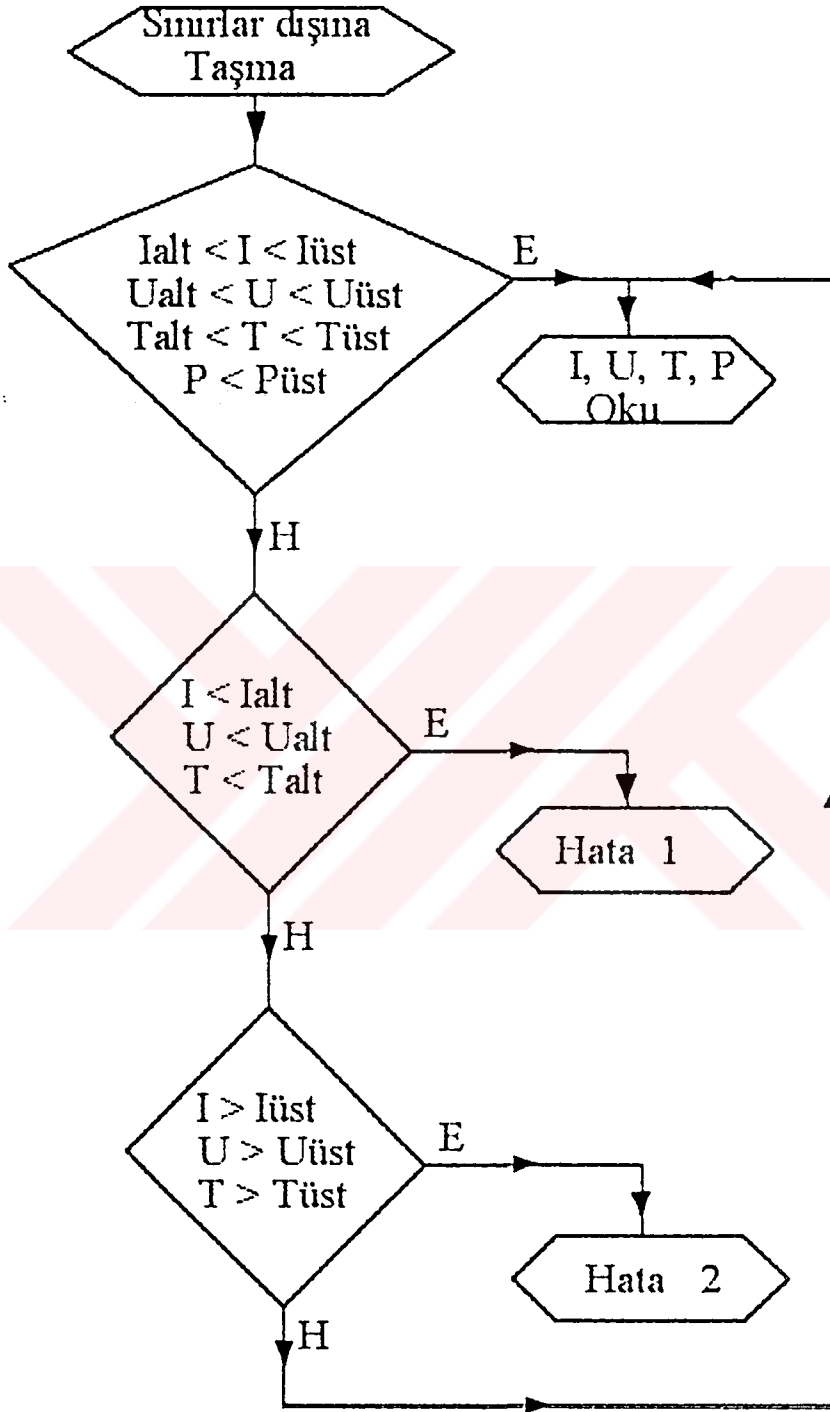 Sınırlar dışına
Taşma
Ialt < I < Iüst
Ualt < U < Uüst
Talt < T < Tüst
P < Püst
E
I, U, T, P
Oku
H
I < Ialt
U < Ualt
T < Talt
E
Hata 1
H
I > Iüst
U > Uüst
T > Tüst
E
Hata 2
H